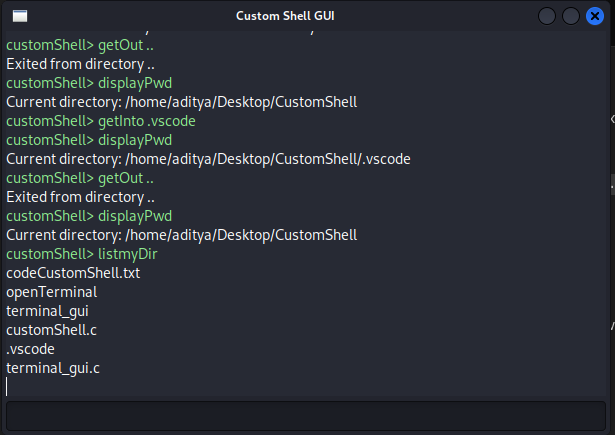 Custom Shell GUI
customShell> getOut ..
Exited from directory ..
customShell> displayPwd
Current directory: /home/aditya/Desktop/CustomShell
customShell> getInto .vscode
customShell> displayPwd
Current directory: /home/aditya/Desktop/CustomShell/.vscode
customShell> getOut ..
Exited from directory ..
customShell> displayPwd
Current directory: /home/aditya/Desktop/CustomShell
customShell> listmyDir
codeCustomShell.txt
openTerminal
terminal_gui
customShell.c
.vscode
terminal_gui.c